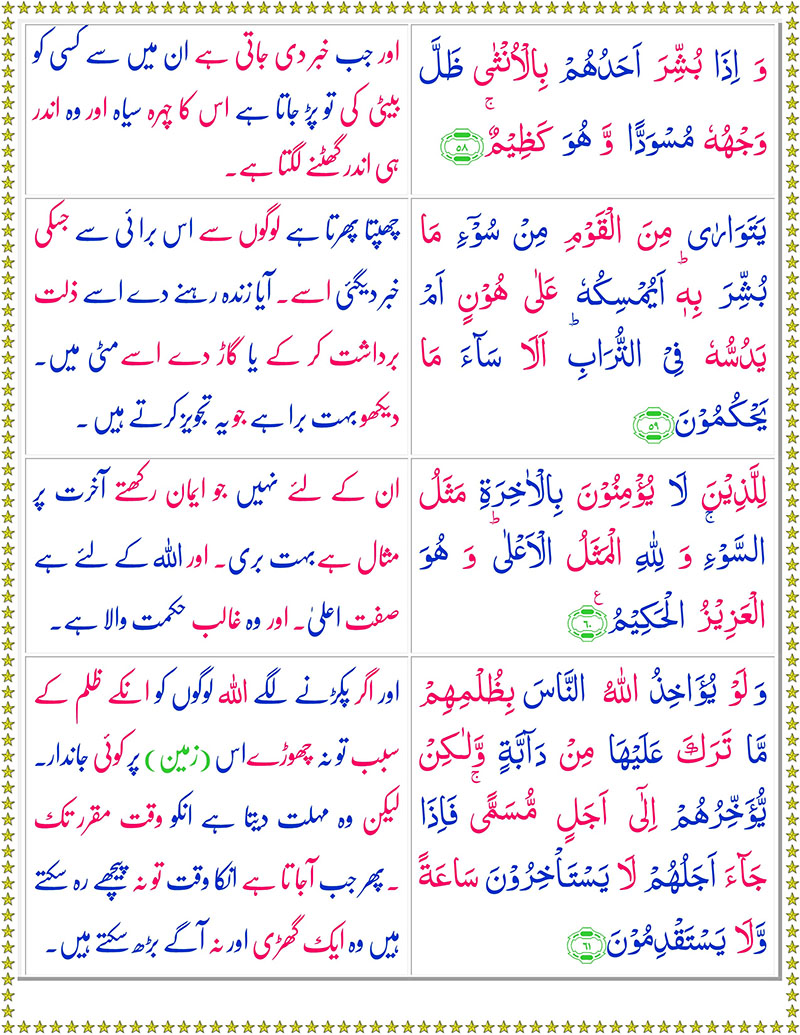 وَ اِذَا بُشِّرَ اَحَدُهُمْ بِالْاُنْثٰى ظَلَّ
وَجْهُهٗ مُسْوَدًّا وَّ هُوَ كَظِیْمٌۚ ﴿۵۸﴾
اور جب خبر دی جاتی ہے ان میں سے کسی کو
بیٹی کی تو پڑ جاتا ہے اس کا چہرہ سیاہ اور وہ اندر
ہی اندر گھٹنے لگتا ہے۔
یَتَوَارٰى مِنَ الْقَوْمِ مِنْ سُوْٓءِ مَا
بُشِّرَ بِهٖؕ اَیُمْسِكُهٗ عَلٰى هُوْنٍ اَمْ
یَدُسُّهٗ فِی التُّرَابِؕ اَلَا سَآءَ مَا
یَحْكُمُوْنَ ﴿۵۹﴾
چھپتا پھرتا ہے لوگوں سے اس برائی سے جسکی
خبر دیگئی اسے۔ آیا زندہ رہنے دے اسے ذلت
برداشت کر کے یا گاڑ دے اسے مٹی میں۔
دیکھو بہت برا ہے جو یہ تجویز کرتے ہیں۔
لِلَّذِیْنَ لَا یُؤْمِنُوْنَ بِالْاٰخِرَةِ مَثَلُ
السَّوْءِۚ وَ لِلّٰهِ الْمَثَلُ الْاَعْلٰىؕ وَ هُوَ
الْعَزِیْزُ الْحَكِیْمُ۠ ﴿۶۰﴾ ع
ان کے لئے نہیں جو ایمان رکھتے آخرت پر
مثال ہے بہت بری۔ اور اللہ کے لئے ہے
صفت اعلیٰ۔ اور وہ غالب حکمت والا ہے۔
وَ لَوْ یُؤَاخِذُ اللّٰهُ النَّاسَ بِظُلْمِهِمْ
مَّا تَرَكَ عَلَیْهَا مِنْ دَآبَّةٍ وَّلٰكِنْ
یُّؤَخِّرُهُمْ اِلٰۤى اَجَلٍ مُّسَمًّىۚ فَاِذَا
جَآءَ اَجَلُهُمْ لَا یَسْتَاْخِرُوْنَ سَاعَةً
وَّلَا یَسْتَقْدِمُوْنَ ﴿۶۱﴾
اور اگر پکڑنے لگے اللہ لوگوں کو انکے ظلم کے
سبب تو نہ چھوڑے اس (زمین) پر کوئی جاندار۔
لیکن وہ مہلت دیتا ہے انکو وقت مقرر تک
۔ پھر جب آ جاتا ہے انکا وقت تو نہ پیچھے رہ سکتے
ہیں وہ ایک گھڑی اور نہ آگے بڑھ سکتے ہیں۔